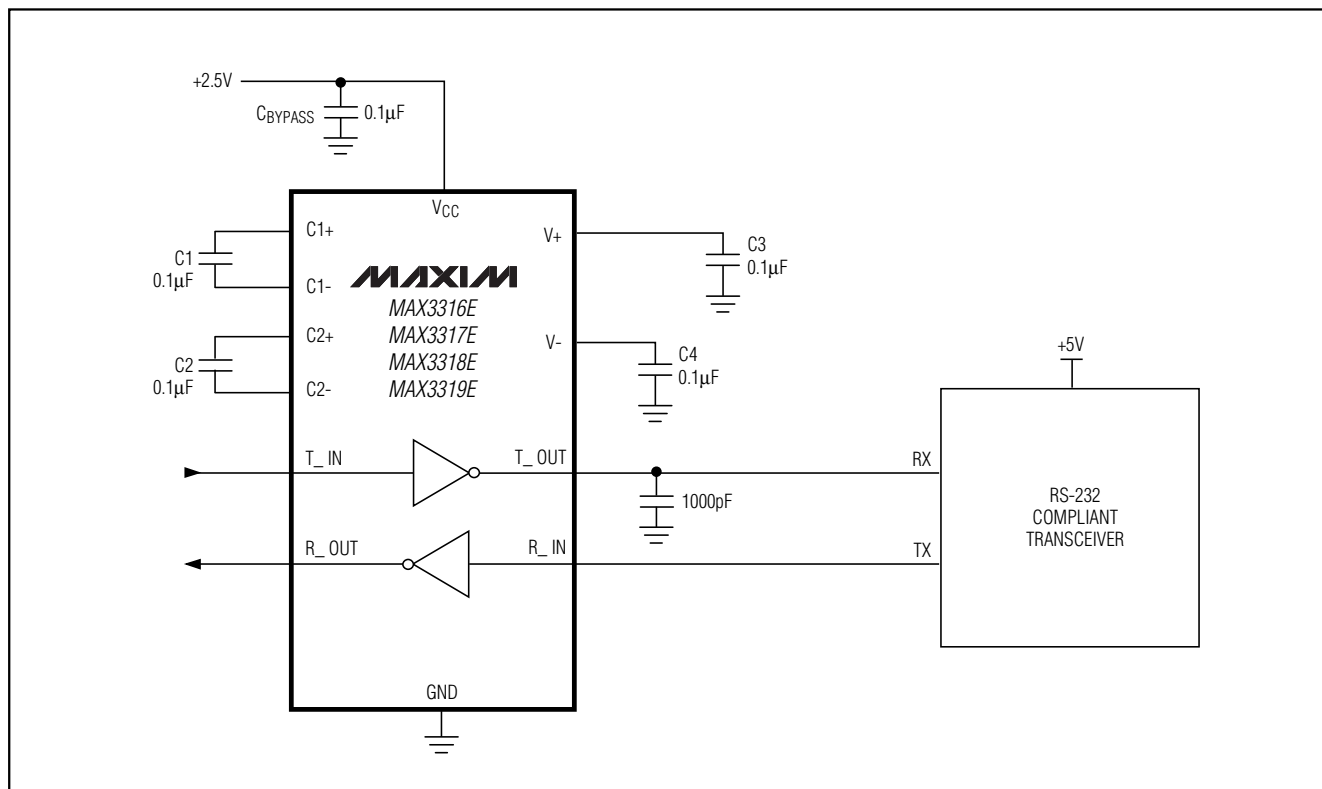 +2.5V
CBYPASS
0.1μF
VCC
C1+
C1
0.1μF
C1-
C2+
C2
0.1μF
C2-
MAXIM
MAX3316E
MAX3317E
MAX3318E
MAX3319E
V+
C3
0.1μF
V-
C4
0.1μF
T_ IN
T_ OUT
1000pF
R_ OUT
R_ IN
GND
+5V
RX
TX
RS-232
COMPLIANT
TRANSCEIVER